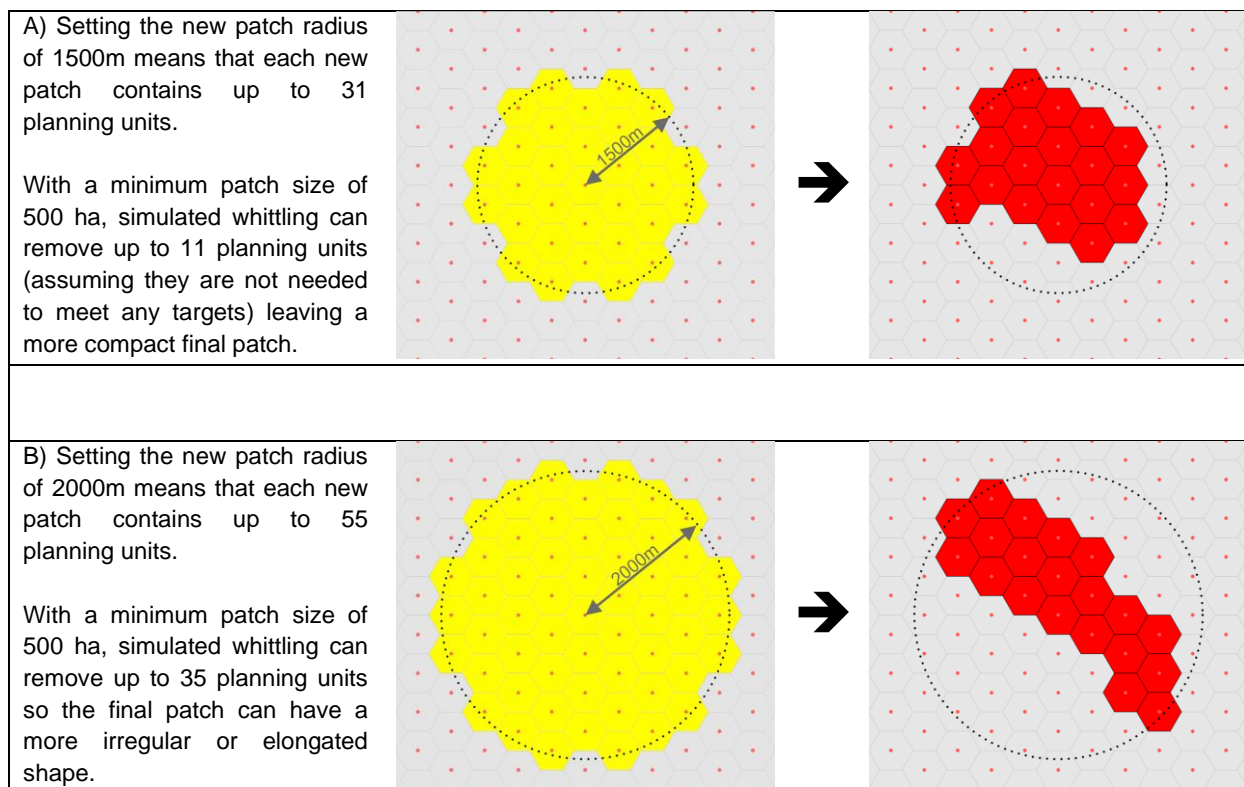 A) Setting the new patch radius
of 1500m means that each new
patch contains up to 31
planning units.
With a minimum patch size of
500 ha, simulated whittling can
remove up to 11 planning units
(assuming they are not needed
to meet any targets) leaving a
more compact final patch.
1500m
B) Setting the new patch radius
of 2000m means that each new
patch contains up to 55
planning units.
With a minimum patch size of
500 ha, simulated whittling can
remove up to 35 planning units
so the final patch can have a
more irregular or elongated
shape.
2000m